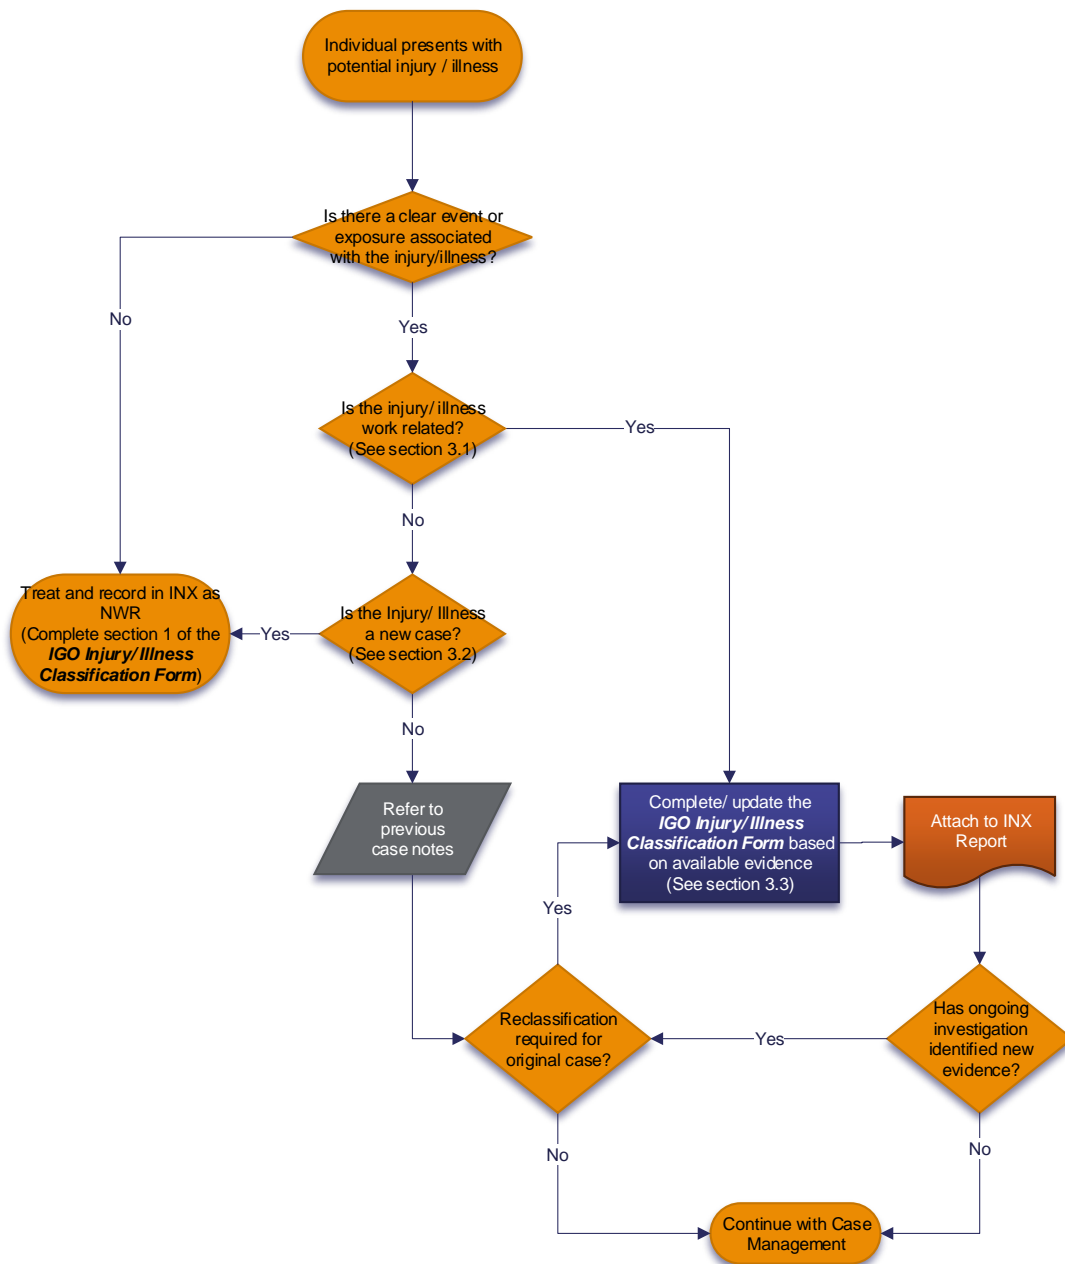 Individual presents with
potential injury / illness
Is there a clear event or
exposure associated
with the injury/illness?
No
Yes
Is the injury/ illness
work related?
(See section 3.1)
Yes
No
Treat and record in INX as
NWR
(Complete section 1 of the
IGO Injury/ Illness
Classification Form)
Yes
Is the Injury/ Illness
a new case?
(See section 3.2)
No
Refer to
previous
case notes
Complete/ update the
IGO Injury/ Illness
Classification Form based
on available evidence
(See section 3.3)
Attach to INX
Report
Yes
Reclassification
required for
original case?
Yes
Has ongoing
investigation
identified new
evidence?
No
No
Continue with Case
Management